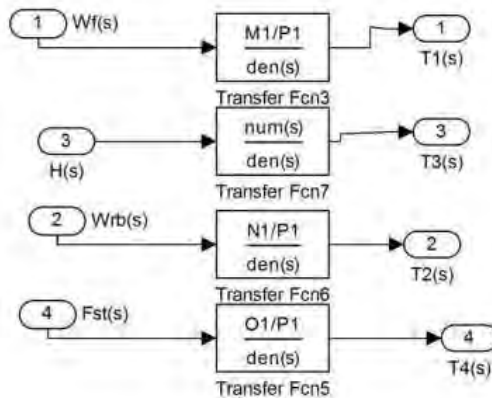 1 Wf(s)
M1/P1
den(s)
Transfer Fcn3
1
T1(s)
3
H(s)
num(s)
den(s)
Transfer Fcn7
3
T3(s)
2 Wrb(s)
N1/P1
den(s)
Transfer Fcn6
2
T2(s)
4 Fst(s)
O1/P1
den(s)
Transfer Fcn5
4
T4(s)